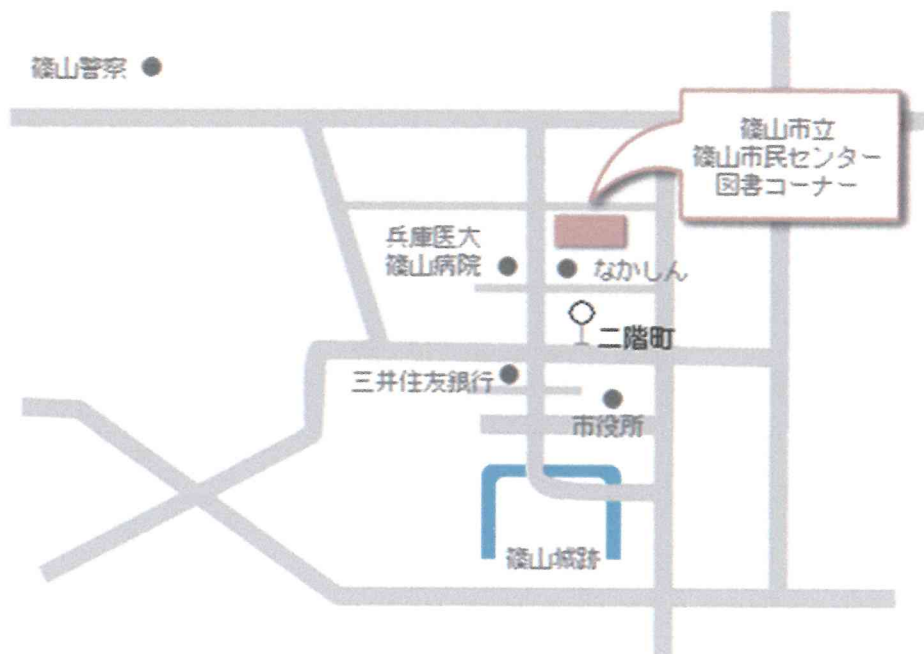 篠山警察
篠山市立
篠山市民センター
図書コーナー
兵庫医大
篠山病院
なかしん
二階町
三井住友銀行
市役所
篠山城跡